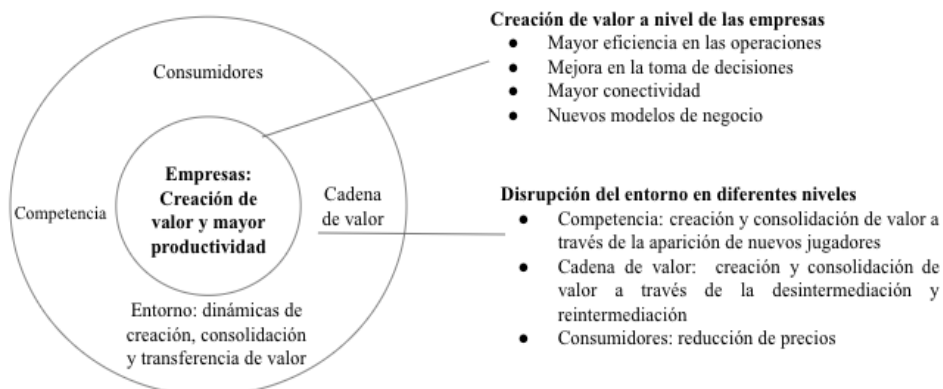 Consumidores
Empresas:
Creación de
valor y mayor
productividad
Competencia
Cadena
de valor
Entorno: dinámicas de
creación, consolidación
y transferencia de valor
Creación de valor a nivel de las empresas
● Mayor eficiencia en las operaciones
● Mejora en la toma de decisiones
● Mayor conectividad
● Nuevos modelos de negocio
Disrupción del entorno en diferentes niveles
● Competencia: creación y consolidación de valor a
través de la aparición de nuevos jugadores
● Cadena de valor: creación y consolidación de
valor a través de la desintermediación y
reintermediación
● Consumidores: reducción de precios